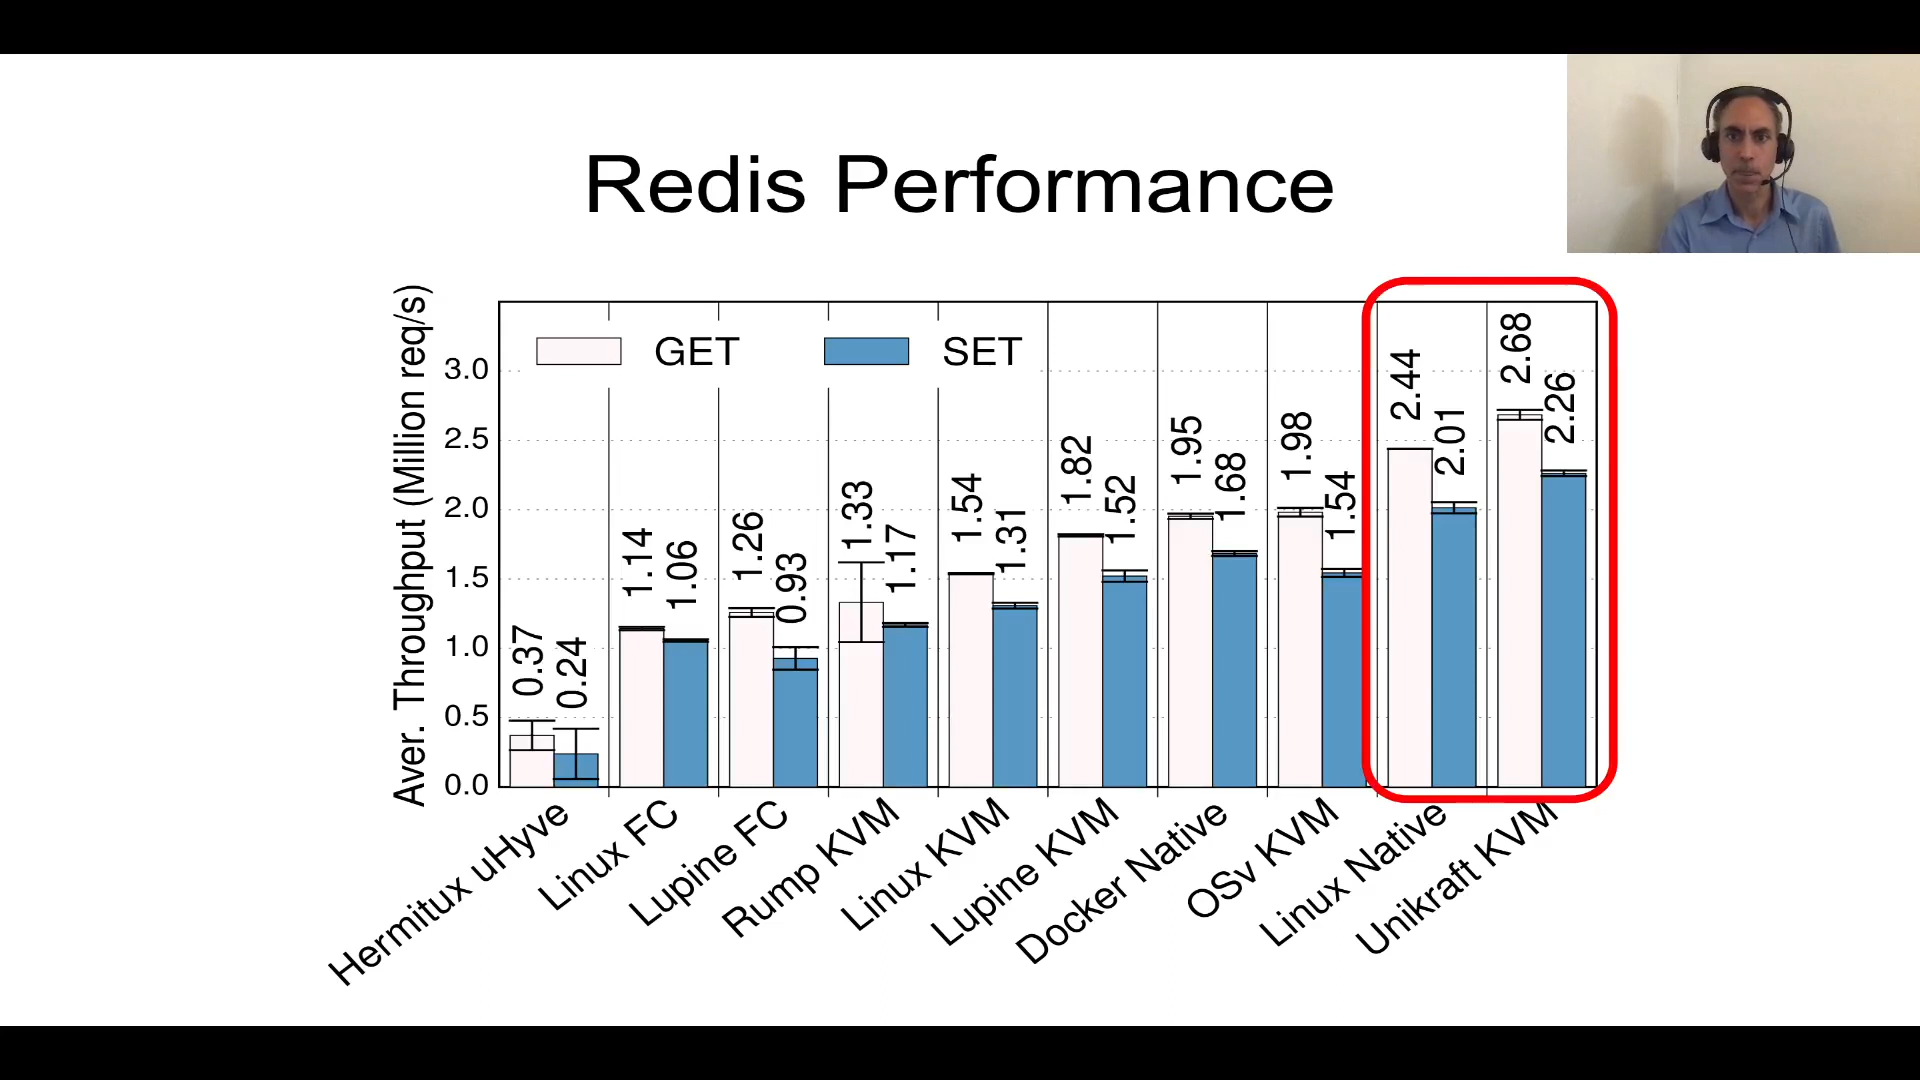 Redis Performance
Aver. Throughput (Million req/s)
GET
SET
3.0
2.5
2.0
1.5
1.0
0.5
0.0
0.37
0.24
1.14
1.06
1.26
0.93
1.33
1.17
1.54
1.31
1.82
1.52
1.95
1.68
1.98
1.54
2.44
2.01
2.68
2.26
Hermitux uHyve
Linux FC
Lupine FC
Rump KVM
Linux KVM
Lupine KVM
Docker Native
OSv KVM
Linux Native
Unikraft KVM